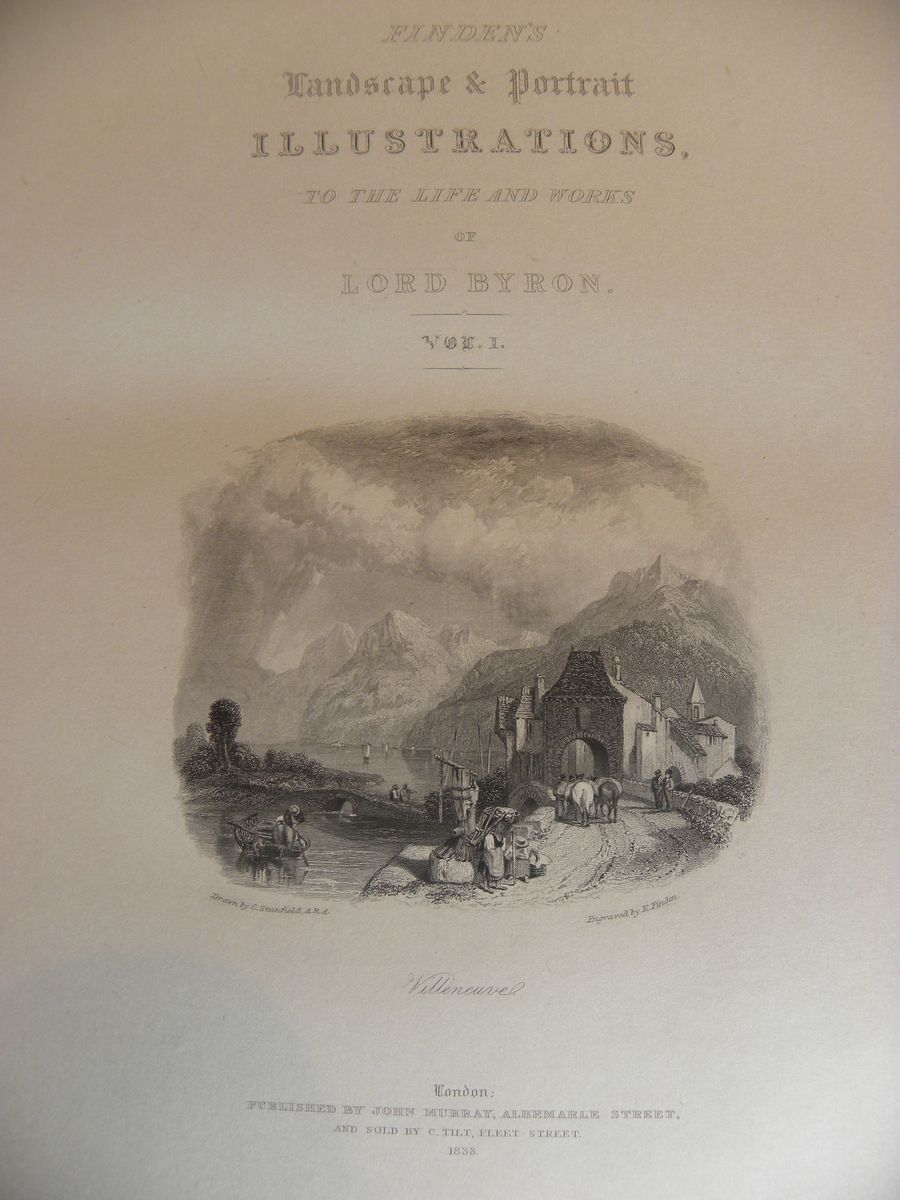 FINDEN'S
Landscape & Portrait
ILLUSTRATIONS,
TO THE LIFE AND WORKS
OF
LORD BYRON.
VOL. I.
Drawn by C. Stanfield, A.R.A.
Engraved by E. Finden.
Villeneuve.
London;
PUBLISHED BY JOHN MURRAY, ALBEMARLE STREET,
AND SOLD BY C. TILT, FLEET STREET.
1833.